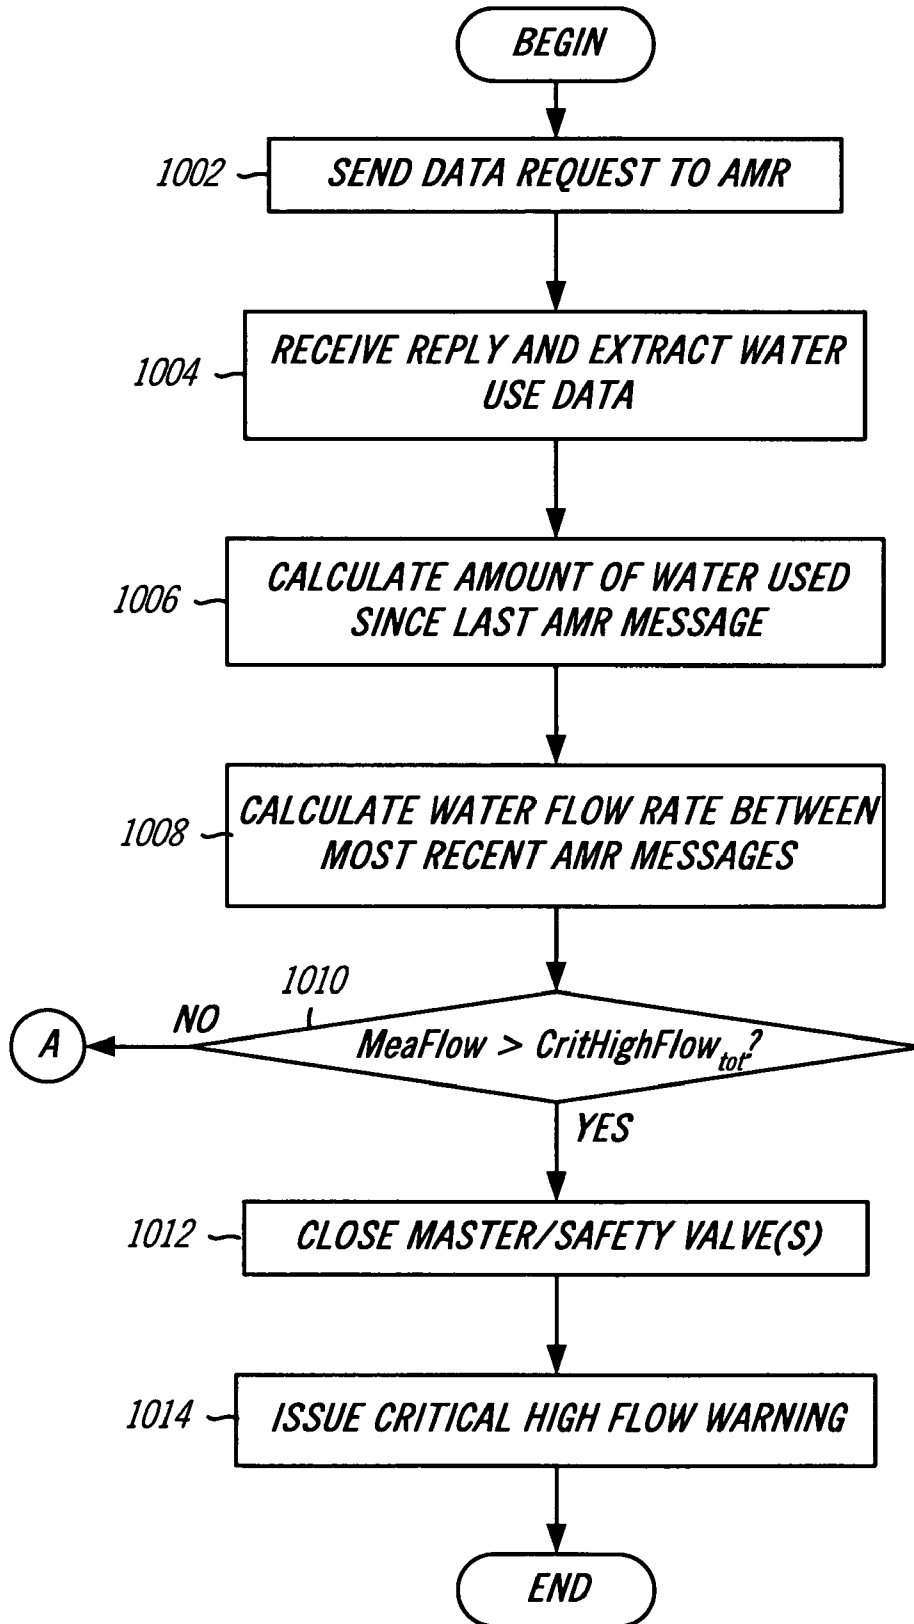 BEGIN
1002
SEND DATA REQUEST TO AMR
1004
RECEIVE REPLY AND EXTRACT WATER
USE DATA
1006
CALCULATE AMOUNT OF WATER USED
SINCE LAST AMR MESSAGE
1008
CALCULATE WATER FLOW RATE BETWEEN
MOST RECENT AMR MESSAGES
1010
A
NO
MeaFlow > CritHighFlowtot?
YES
1012
CLOSE MASTER/SAFETY VALVE(S)
1014
ISSUE CRITICAL HIGH FLOW WARNING
END